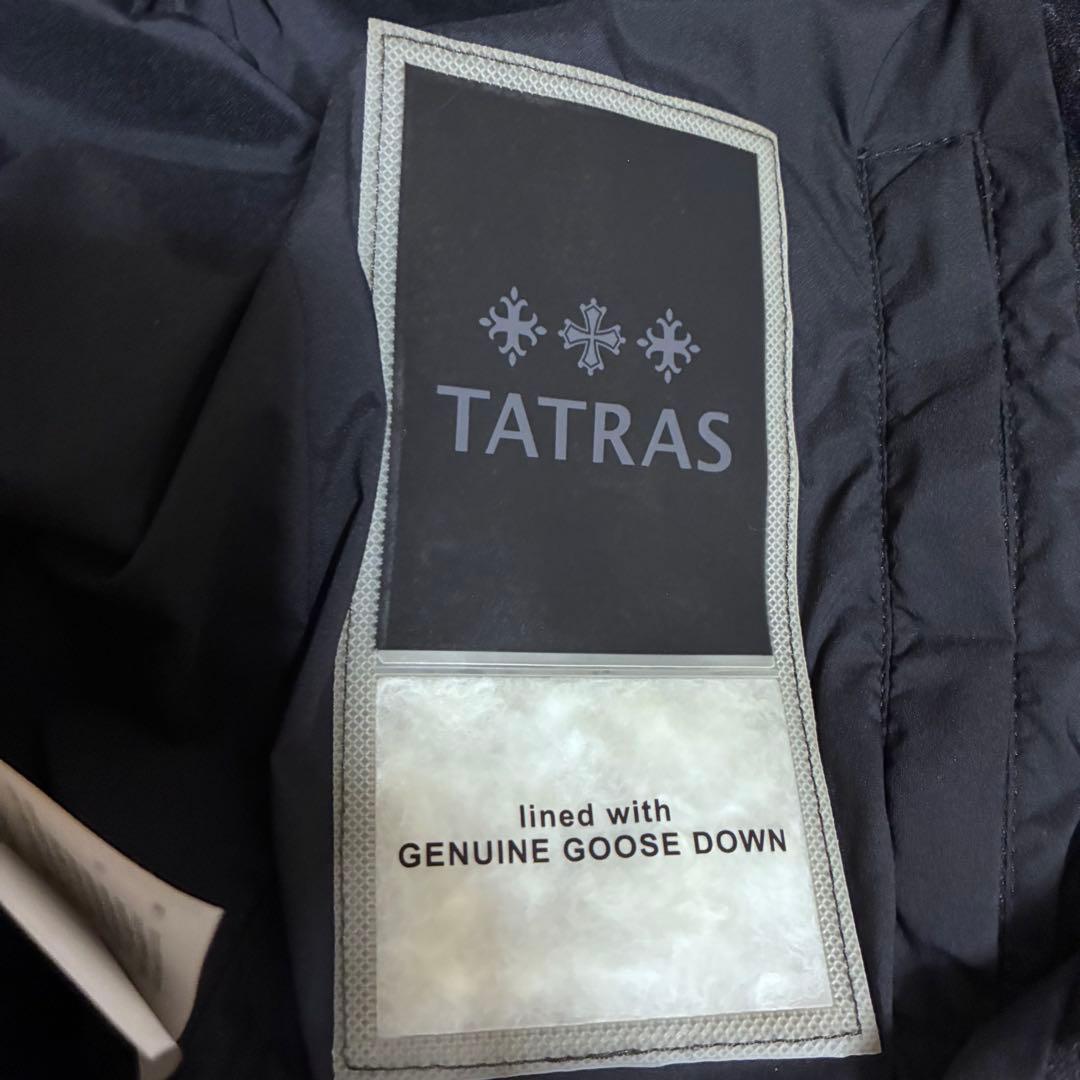 TATRAS
lined with
GENUINE GOOSE DOWN